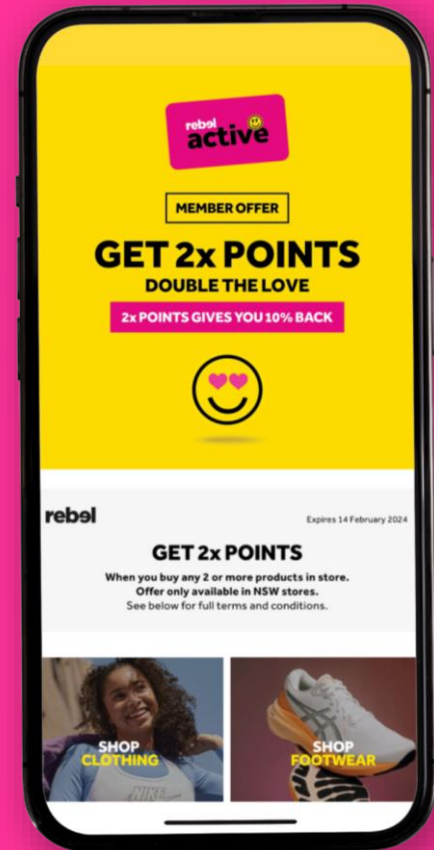 rebel
active
MEMBER OFFER
GET 2x POINTS
DOUBLE THE LOVE
2x POINTS GIVES YOU 10% BACK
rebel
Expires 14 February 2024
GET 2x POINTS
When you buy any 2 or more products in store.
Offer only available in NSW stores.
See below for full terms and conditions.
SHOP
CLOTHING
NIKE
SHOP
FOOTWEAR